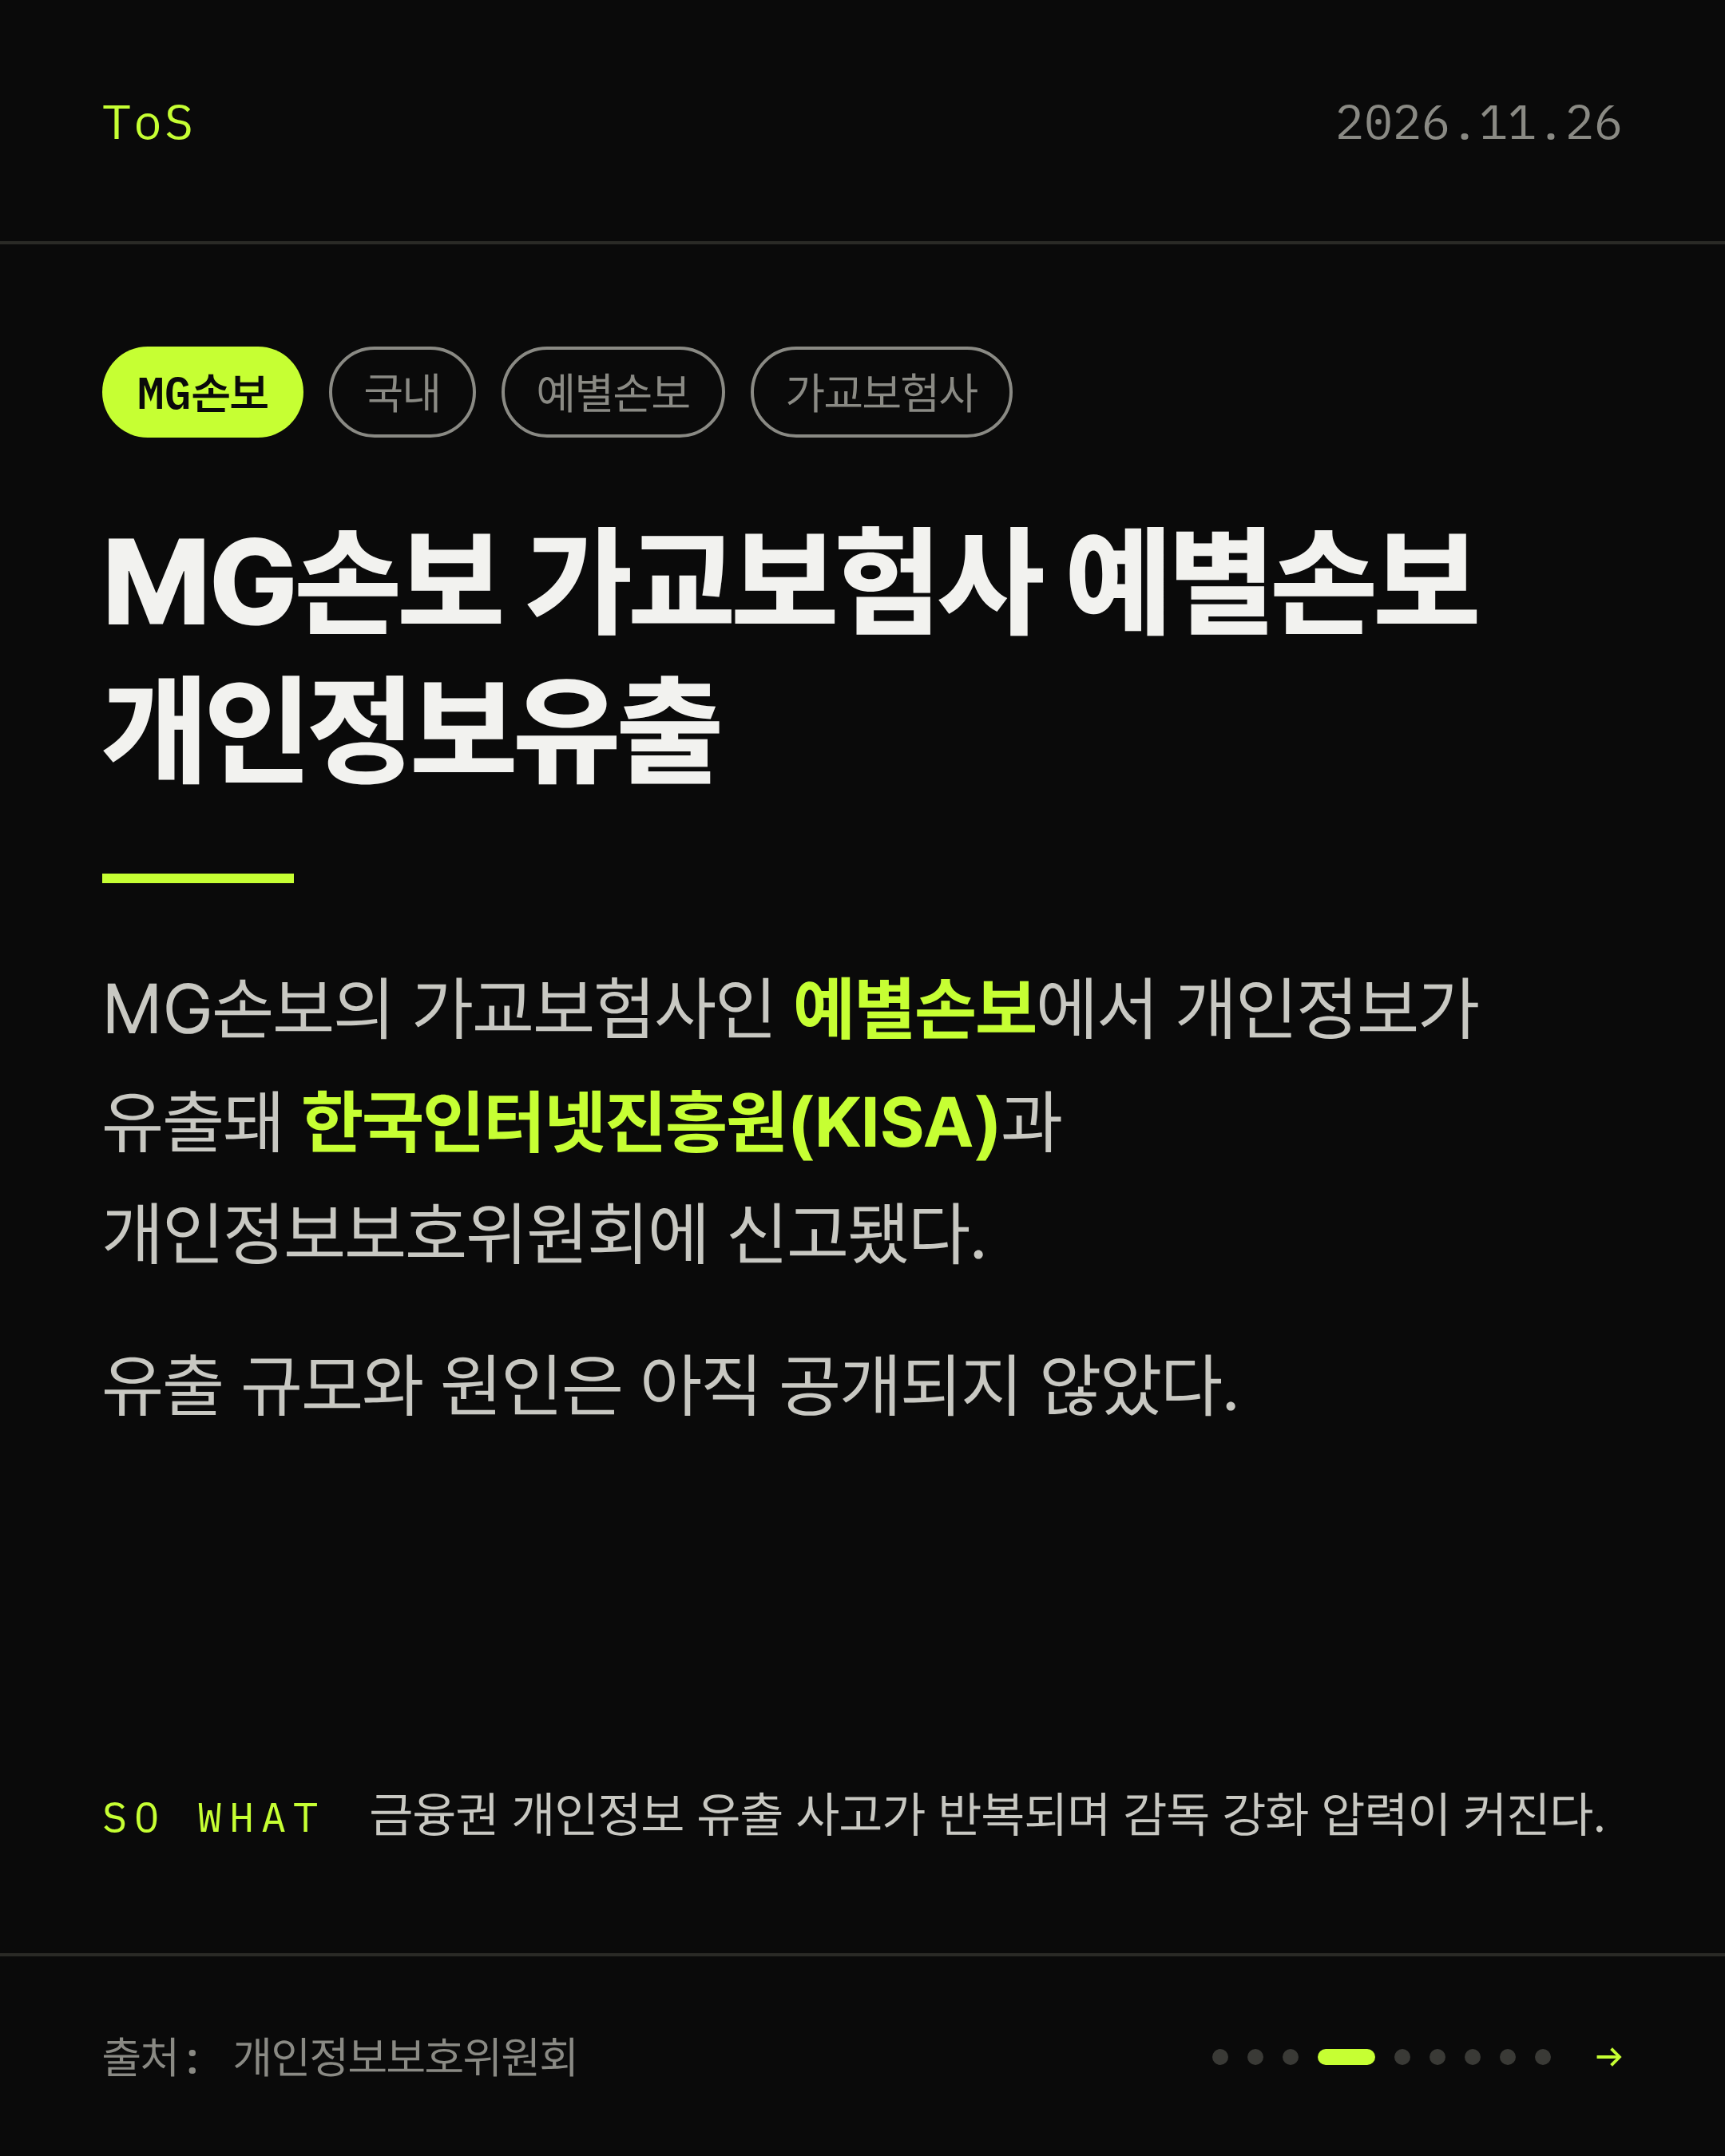 ToS
2026.11.26
MG손보
국내
예별손보
가교보험사
MG손보 가교보험사 예별손보
개인정보유출
MG손보의 가교보험사인 예별손보에서 개인정보가
유출돼 한국인터넷진흥원(KISA)과
개인정보보호위원회에 신고됐다.
유출 규모와 원인은 아직 공개되지 않았다.
SO WHAT 금융권 개인정보 유출 사고가 반복되며 감독 강화 압력이 커진다.
출처: 개인정보보호위원회
→